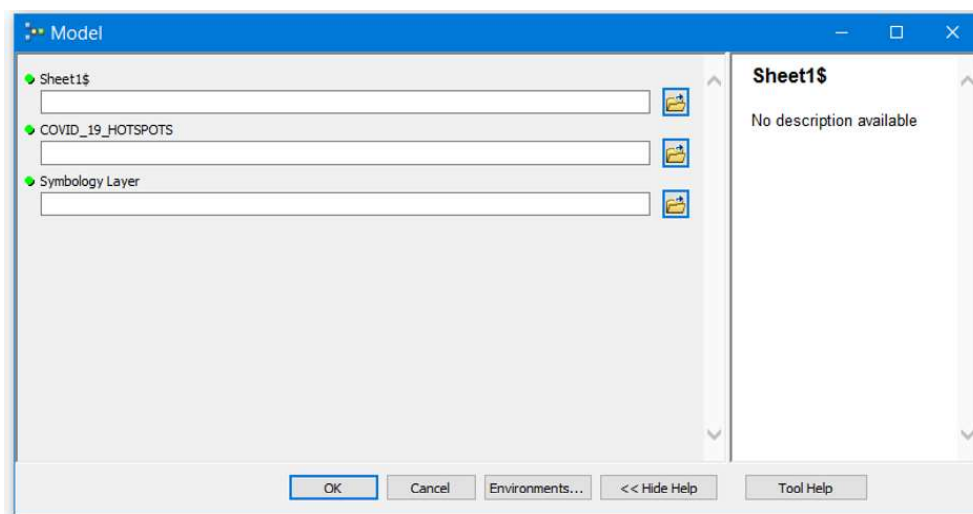 Model
Sheet1$
COVID_19_HOTSPOTS
Symbology Layer
Sheet1$
No description available
OK
Cancel
Environments...
<< Hide Help
Tool Help